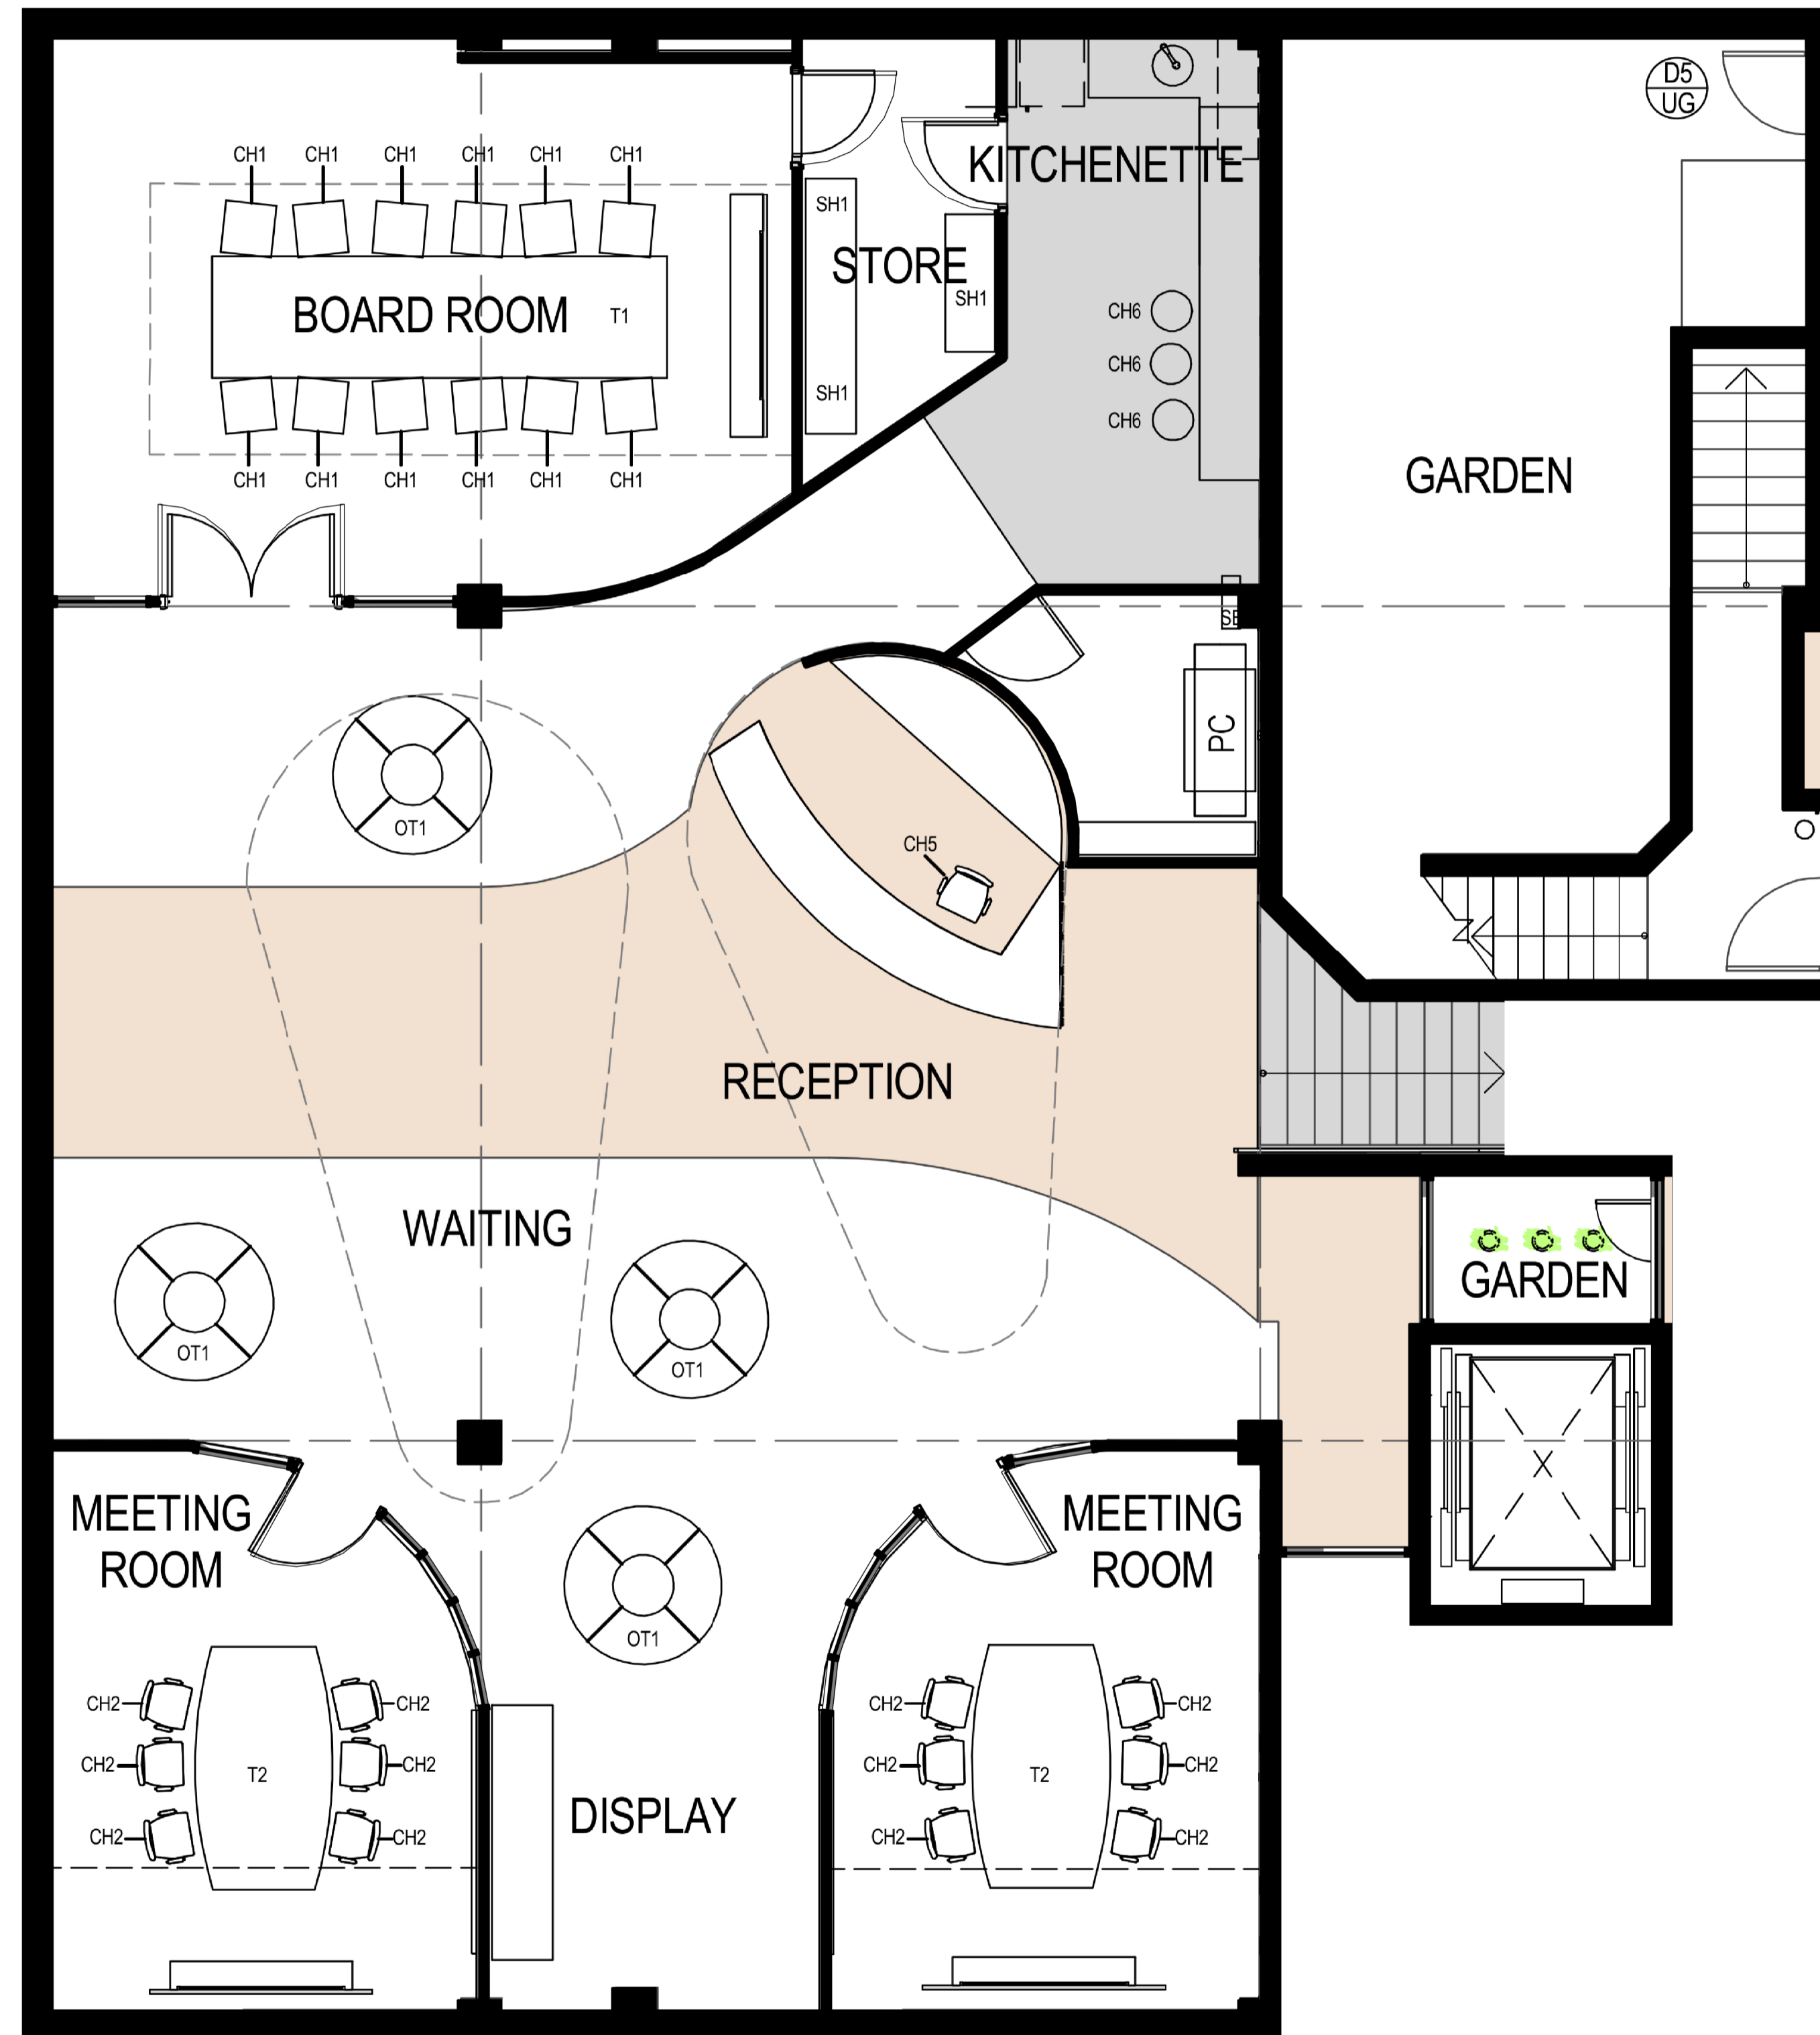 D5
UG
CH1 CH1 CH1 CH1 CH1 CH1
KITCHENETTE
SH1
STORE
SH1
BOARD ROOM T1
CH6
CH6
SH1
CH6
CH1 CH1 CH1 CH1 CH1 CH1
GARDEN
PC
OT1
CH5
RECEPTION
WAITING
GARDEN
OT1
OT1
MEETING
ROOM
MEETING
ROOM
OT1
CH2 CH2
CH2 CH2
CH2 T2 CH2
CH2 T2 CH2
DISPLAY
CH2 CH2
CH2 CH2